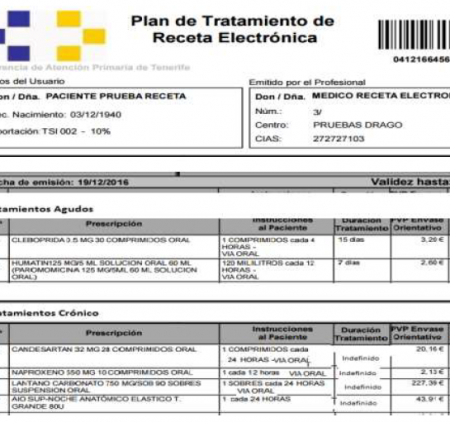 Plan de Tratamiento de
Receta Electrónica
0412166456
rencia de Atención Primaria de Tenerife
os del Usuario
Emitido por el Profesional
on / Dña. PACIENTE PRUEBA RECETA
Don / Dña. MEDICO RECETA ELECTRO
ec. Nacimiento: 03/12/1940
Núm.: 3/
Centro: PRUEBAS DRAGO
portación: TSI 002 - 10%
CIAS: 272727103
cha de emisión: 19/12/2016 Validez hasta
tamientos Agudos
Prescripción Instrucciones al Paciente Duración Tratamiento PVP Envase Orientativo
CLEBOPRIDA 0.5 MG 30 COMPRIMIDOS ORAL 1 COMPRIMIDOS cada 4 15 días 3,20 €
HORAS -
VIA ORAL
HUMATIN125 MG/5 ML SOLUCION ORAL 60 ML 120 MILILITROS cada 12 7 días 2,60 €
(PAROMOMICINA 125 MG/5ML 60 ML SOLUCION HORAS -
ORAL) VIA ORAL
tamientos Crónico
Prescripción Instrucciones al Paciente Duración Tratamiento PVP Envase Orientativo
CANDESARTAN 32 MG 28 COMPRIMIDOS ORAL 1 COMPRIMIDOS cada 20,16 €
24 HORAS -VIA ORAL Indefinido
NAPROXENO 550 MG 10 COMPRIMIDOS ORAL 1 cada 12 horas VIA ORAL Indefinido 2,13 €
LANTANO CARBONATO 750 MG/SOB 90 SOBRES 1 SOBRES cada 24 HORAS Indefinido 227,39 €
SUSPENSION ORAL VIA ORAL
AIO SUP-NOCHE ANATÓMICO ELASTICO T. 1 cada 24 HORAS Indefinido 43,91 €
GRANDE 80U